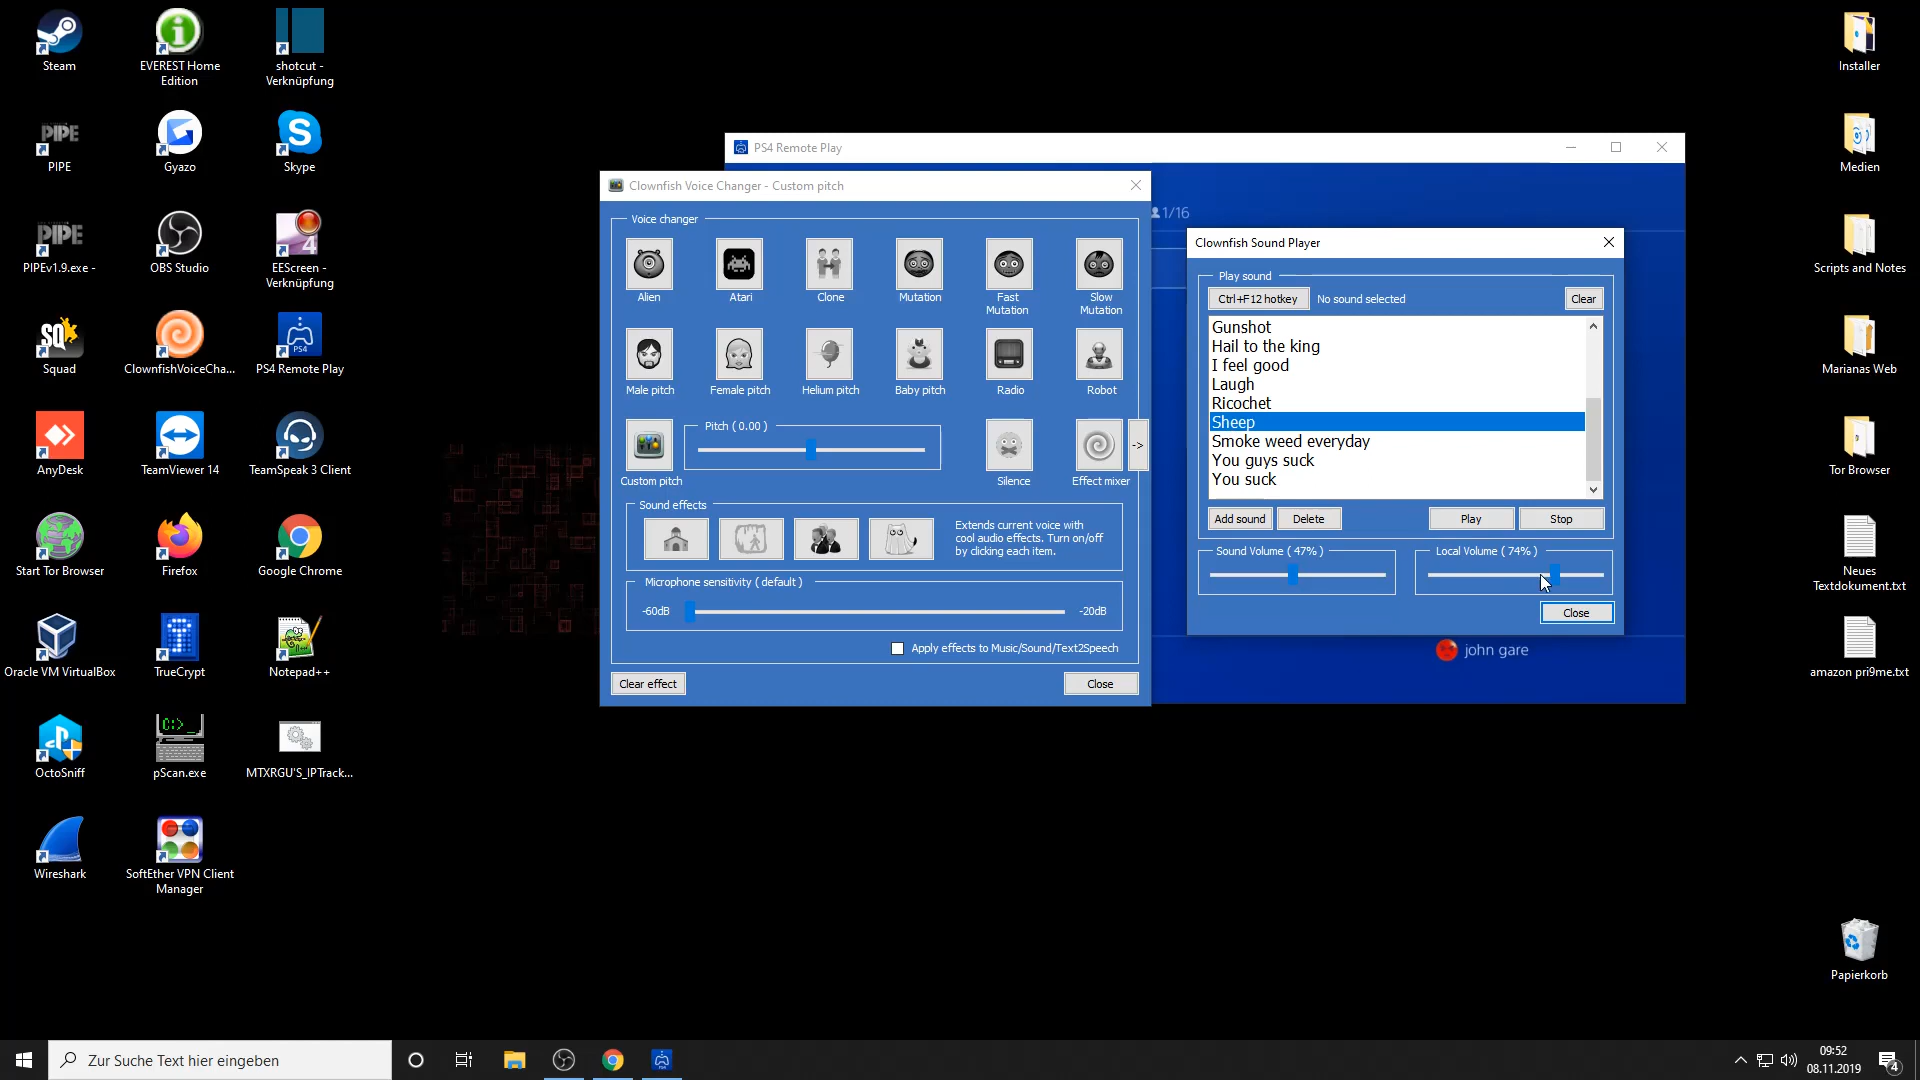 Steam
EVEREST Home
Edition
shotcut -
Verknüpfung
PIPE
PIPE
Gyazo
S
Skype
PIPE
PIPEv1.9.exe -
OBS Studio
4
EEScreen -
Verknüpfung
SQ
Squad
ClownfishVoiceCha...
PS4
PS4 Remote Play
AnyDesk
TeamViewer 14
TeamSpeak 3 Client
Start Tor Browser
Firefox
Google Chrome
Oracle VM VirtualBox
TrueCrypt
Notepad++
OctoSniff
C:\>_
pScan.exe
MTXRGU'S_IPTrack...
Wireshark
SoftEther VPN Client
Manager
PS4 Remote Play
1/16
john gare
Clownfish Voice Changer - Custom pitch
Voice changer
Alien
Atari
Clone
Mutation
Fast
Mutation
Slow
Mutation
Male pitch
Female pitch
Helium pitch
Baby pitch
Radio
Robot
Pitch ( 0.00 )
->
Custom pitch
Silence
Effect mixer
Sound effects
Extends current voice with
cool audio effects. Turn on/off
by clicking each item.
Microphone sensitivity ( default )
-60dB
-20dB
Apply effects to Music/Sound/Text2Speech
Clear effect
Close
Clownfish Sound Player
Play sound
Ctrl+F12 hotkey
No sound selected
Clear
Gunshot
Hail to the king
I feel good
Laugh
Ricochet
Sheep
Smoke weed everyday
You guys suck
You suck
Add sound
Delete
Play
Stop
Sound Volume ( 47% )
Local Volume ( 74% )
Close
Installer
Medien
Scripts and Notes
Marianas Web
Tor Browser
Neues
Textdokument.txt
amazon pri9me.txt
Papierkorb
Zur Suche Text hier eingeben
09:52
08.11.2019
4